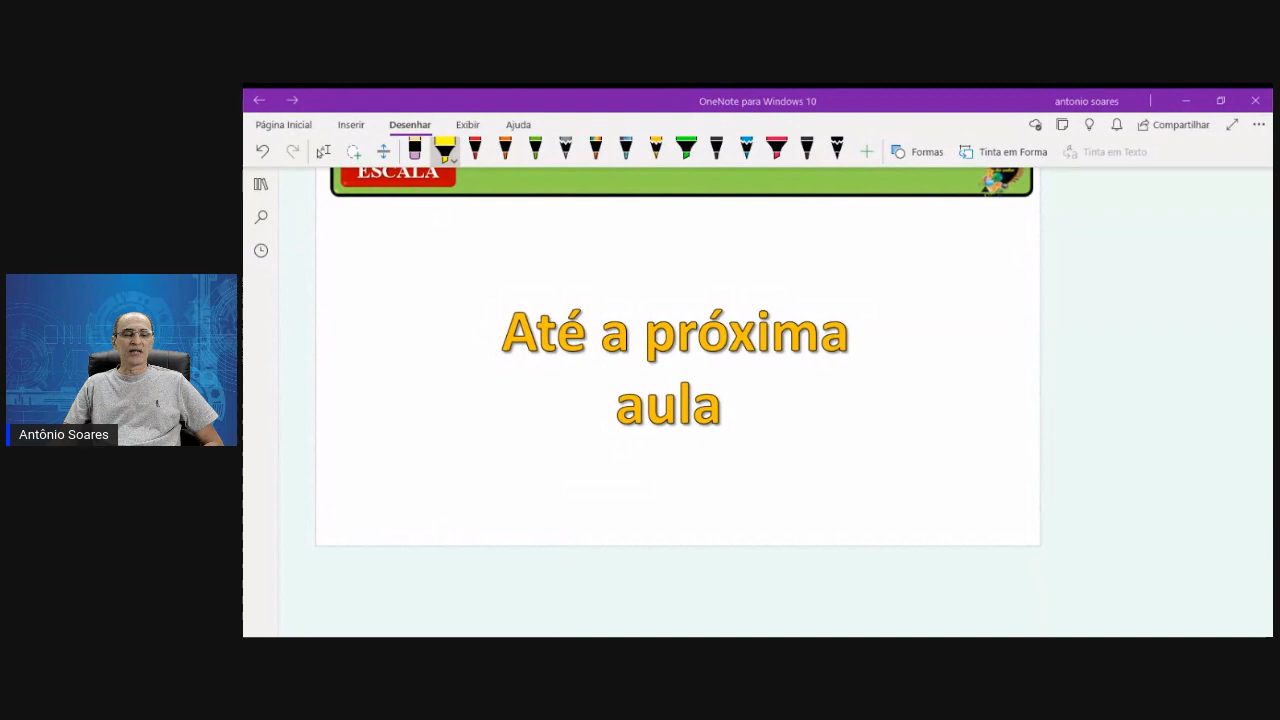 OneNote para Windows 10
antonio soares
Página Inicial Inserir Desenhar Exibir Ajuda
Compartilhar
Formas Tinta em Forma Tinta em Texto
ESCALA
Até a próxima
aula
Antônio Soares